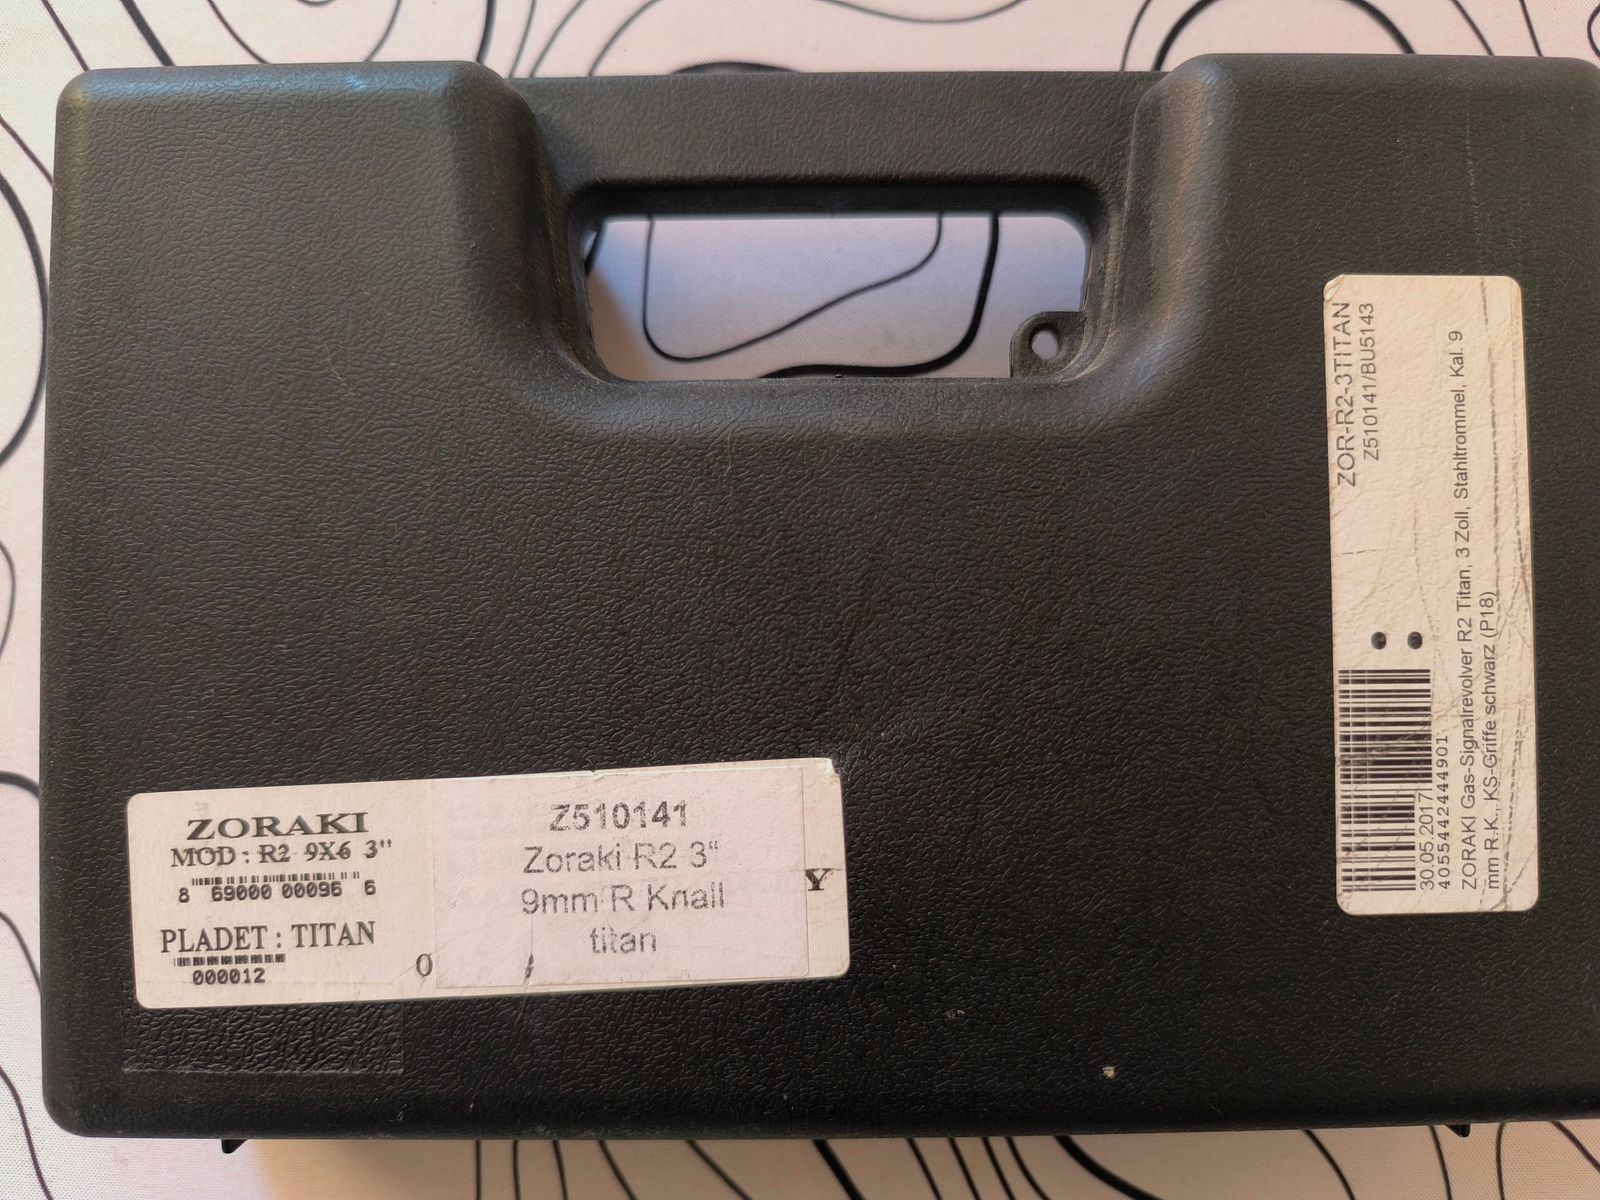 ZORAKI
MOD : R2 9X6 3"
8 69000 00096 6
PLADET : TITAN
000012
0
Z510141
Zoraki R2 3"
9mm R Knall
titan
Y
ZOR-R2-3TITAN
Z510141/BU5143
30.05.2017
4055442444901
ZORAKI Gas-Signalrevolver R2 Titan, 3 Zoll, Stahltrommel, Kal. 9
mm R.K., KS-Griffe schwarz (P18)